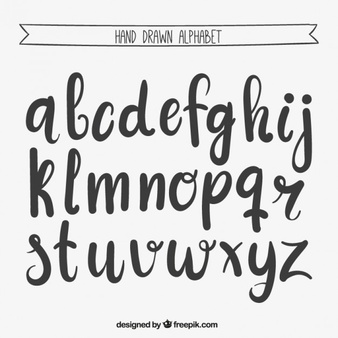 HAND DRAWN ALPHABET
abcdefghij
klmnopqr
stuvwxyz
designed by freepik.com